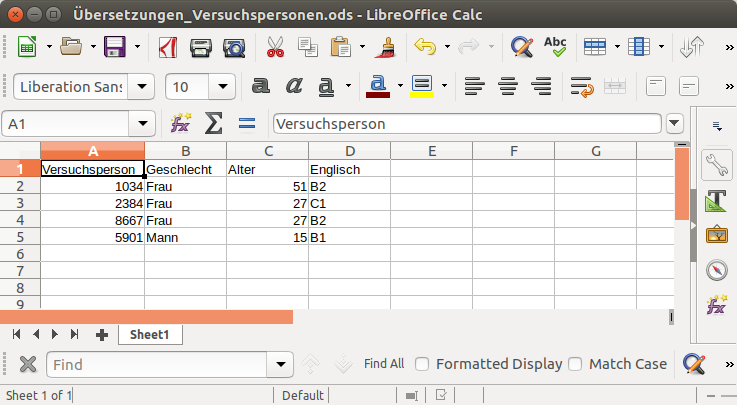 Übersetzungen_Versuchspersonen.ods - LibreOffice Calc
Abc
Liberation Sans 10 a a a a
A1 Versuchsperson
A B C D E F G
1 Versuchsperson Geschlecht Alter Englisch
2 1034 Frau 51 B2
3 2384 Frau 27 C1
4 8667 Frau 27 B2
5 5901 Mann 15 B1
6
7
8
9
Sheet1
Find Find All Formatted Display Match Case
Sheet 1 of 1 Default